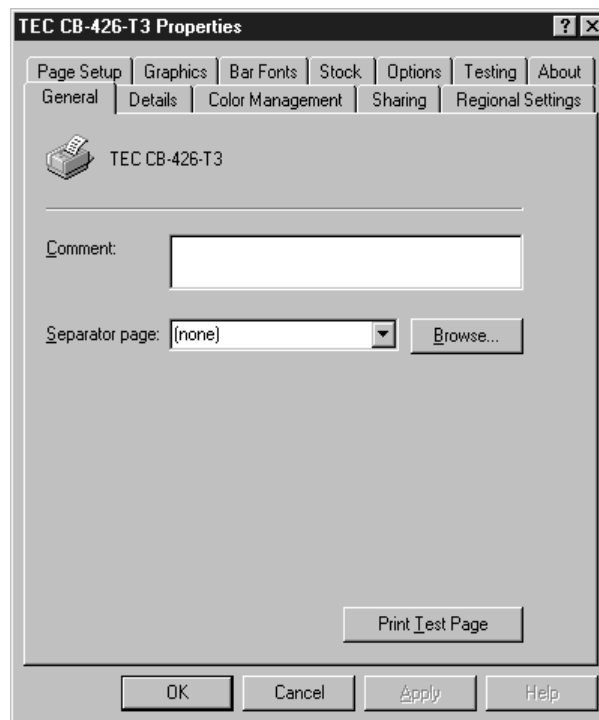 TEC CB-426-T3 Properties
Page Setup Graphics Bar Fonts Stock Options Testing About
General Details Color Management Sharing Regional Settings
TEC CB-426-T3
Comment:
Separator page: (none) Browse...
Print Test Page
OK Cancel Apply Help